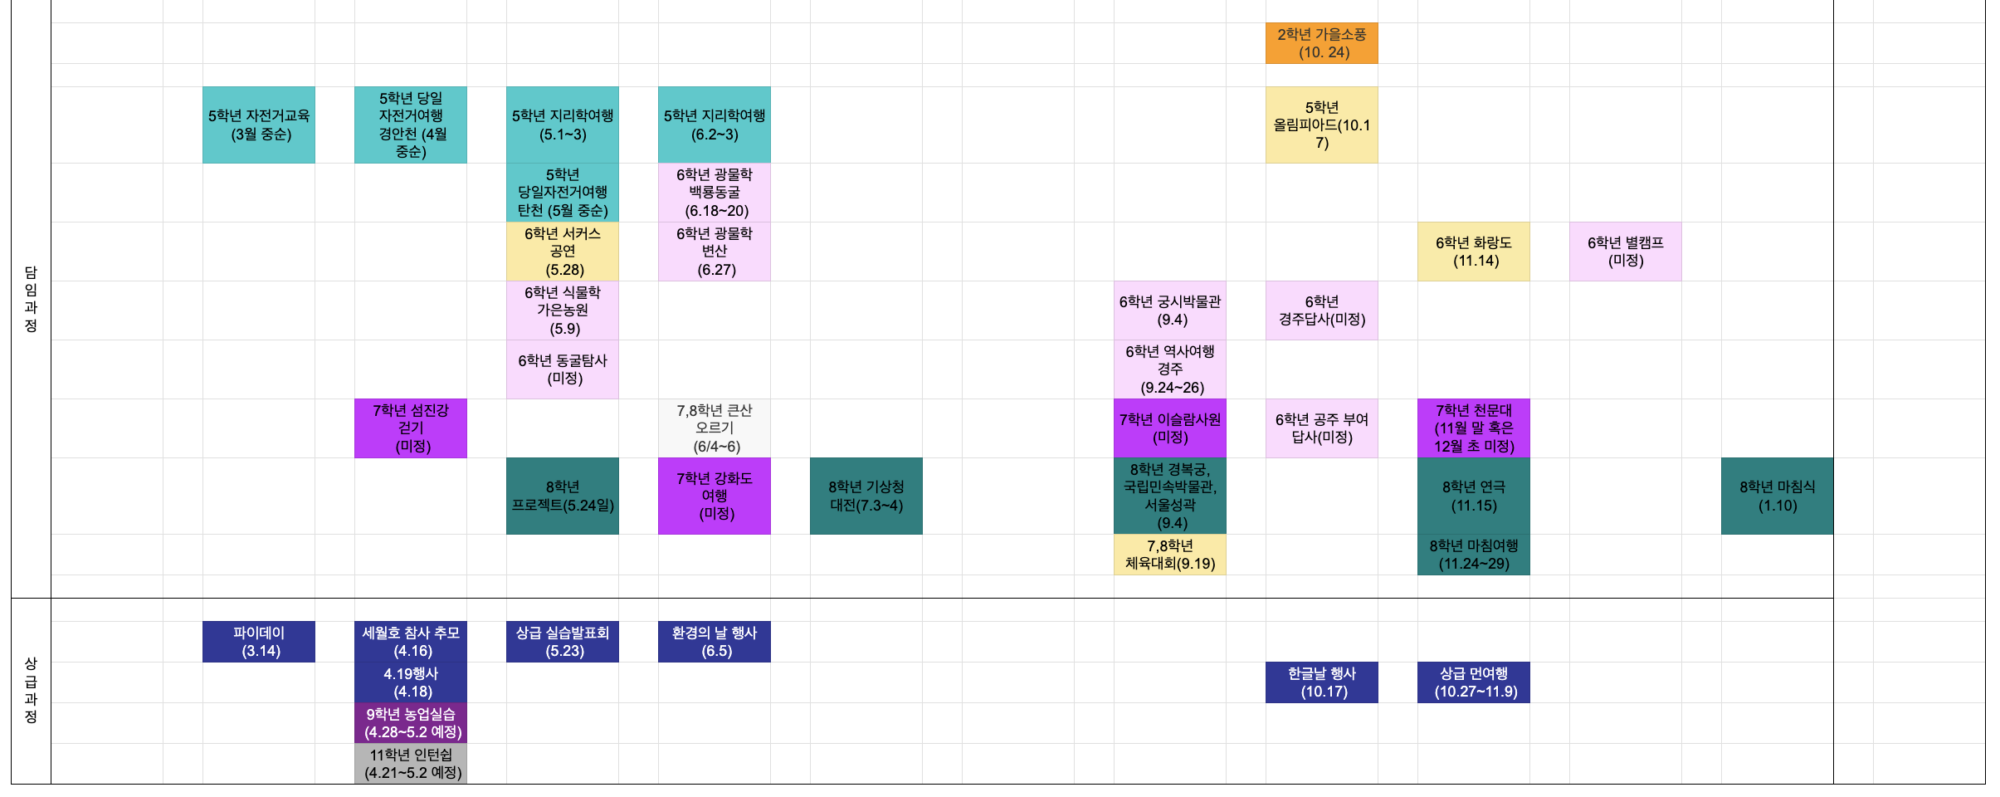 2학년 가을소풍
(10. 24)
5학년 자전거교육
(3월 중순)
5학년 당일
자전거여행
경안천 (4월
중순)
5학년 지리학여행
(5.1~3)
5학년 지리학여행
(6.2~3)
5학년
올림피아드(10.1
7)
5학년
당일자전거여행
탄천 (5월 중순)
6학년 광물학
백룡동굴
(6.18~20)
6학년 서커스
공연
(5.28)
6학년 광물학
변산
(6.27)
6학년 화랑도
(11.14)
6학년 별캠프
(미정)
담
임
과
정
6학년 식물학
가은농원
(5.9)
6학년 궁시박물관
(9.4)
6학년
경주답사(미정)
6학년 동굴탐사
(미정)
6학년 역사여행
경주
(9.24~26)
7학년 섬진강
걷기
(미정)
7,8학년 큰산
오르기
(6/4~6)
7학년 이슬람사원
(미정)
6학년 공주 부여
답사(미정)
7학년 천문대
(11월 말 혹은
12월 초 미정)
8학년
프로젝트(5.24일)
7학년 강화도
여행
(미정)
8학년 기상청
대전(7.3~4)
8학년 경복궁,
국립민속박물관,
서울성곽
(9.4)
8학년 연극
(11.15)
8학년 마침식
(1.10)
7,8학년
체육대회(9.19)
8학년 마침여행
(11.24~29)
상
급
과
정
파이데이
(3.14)
세월호 참사 추모
(4.16)
상급 실습발표회
(5.23)
환경의 날 행사
(6.5)
4.19행사
(4.18)
한글날 행사
(10.17)
상급 먼여행
(10.27~11.9)
9학년 농업실습
(4.28~5.2 예정)
11학년 인턴쉽
(4.21~5.2 예정)